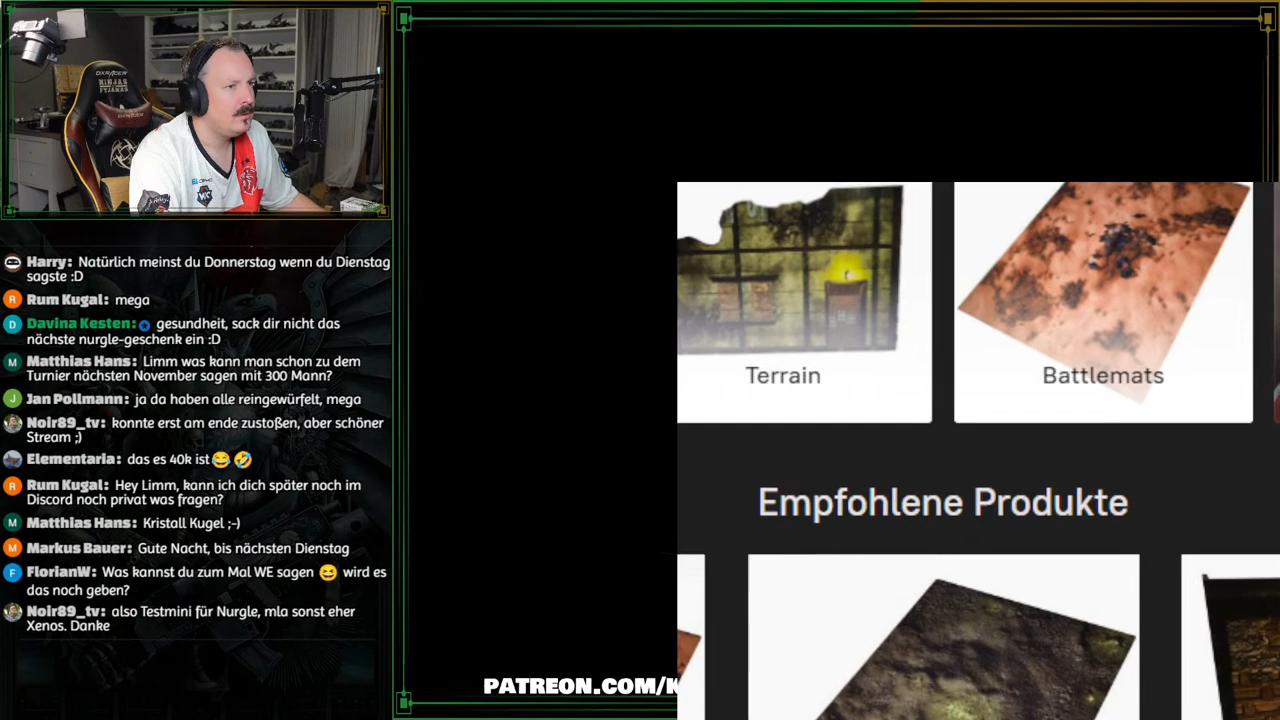 Harry: Natürlich meinst du Donnerstag wenn du Dienstag
sagste :D
Rum Kugal: mega
Davina Kesten: gesundheit, sack dir nicht das
nächste nurgle-geschenk ein :D
Matthias Hans: Limm was kann man schon zu dem
Turnier nächsten November sagen mit 300 Mann?
Jan Pollmann: ja da haben alle reingewürfelt, mega
Noir89_tv: konnte erst am ende zustoßen, aber schöner
Stream ;)
Elementaria: das es 40k ist😂 🤣
Rum Kugal: Hey Limm, kann ich dich später noch im
Discord noch privat was fragen?
Matthias Hans: Kristall Kugel ;-)
Markus Bauer: Gute Nacht, bis nächsten Dienstag
FlorianW: Was kannst du zum Mal WE sagen 😆 wird es
das noch geben?
Noir89_tv: also Testmini für Nurgle, mla sonst eher
Xenos. Danke
Terrain
Battlemats
Empfohlene Produkte
PATREON.COM/K